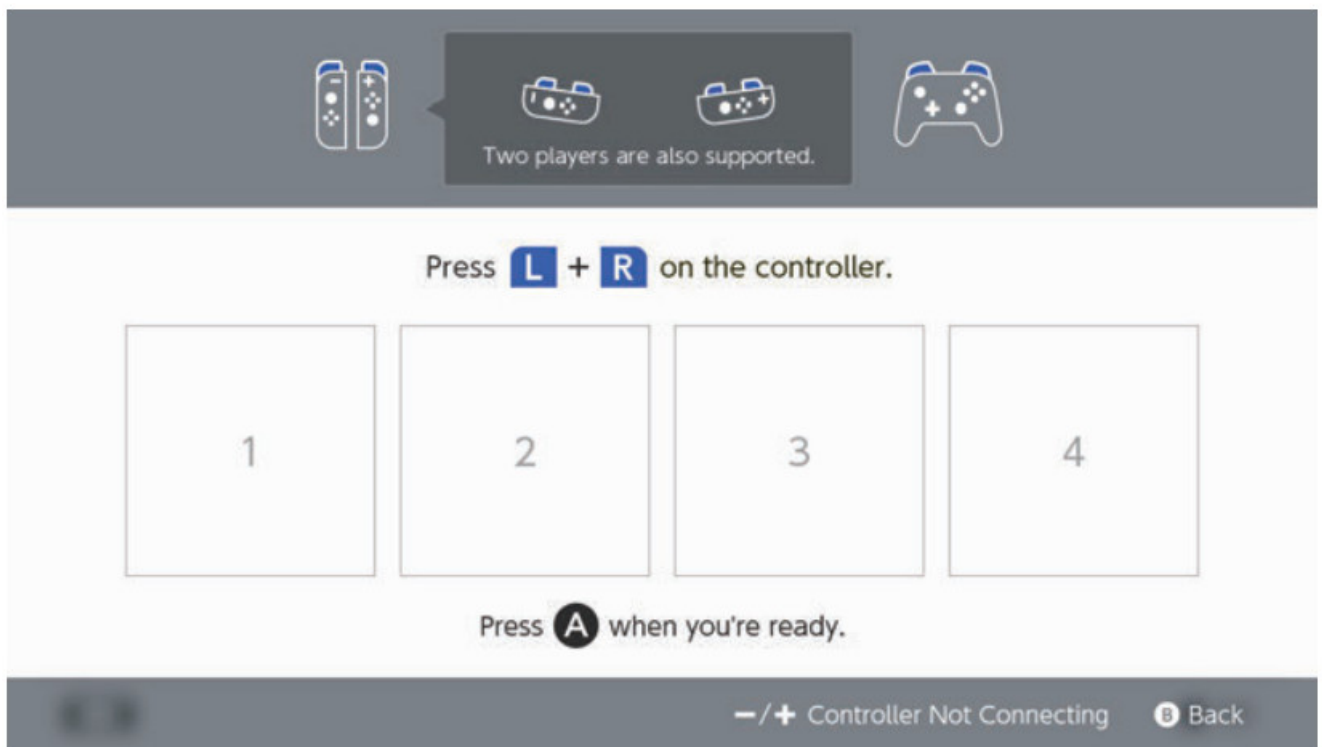 Two players are also supported.
Press L + R on the controller.
1 2 3 4
Press A when you're ready.
−/+ Controller Not Connecting B Back